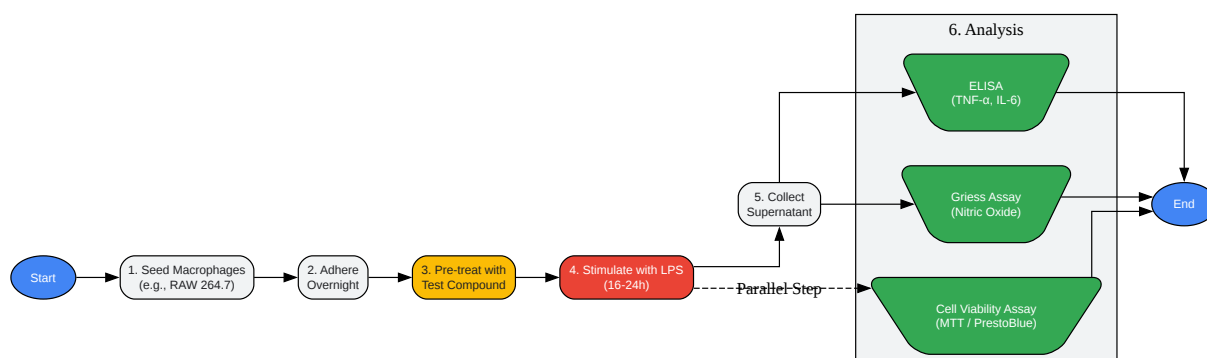 Start
1. Seed Macrophages
(e.g., RAW 264.7)
2. Adhere
Overnight
3. Pre-treat with
Test Compound
4. Stimulate with LPS
(16-24h)
Parallel Step
5. Collect
Supernatant
6. Analysis
ELISA
(TNF-α, IL-6)
Griess Assay
(Nitric Oxide)
Cell Viability Assay
(MTT / PrestoBlue)
End